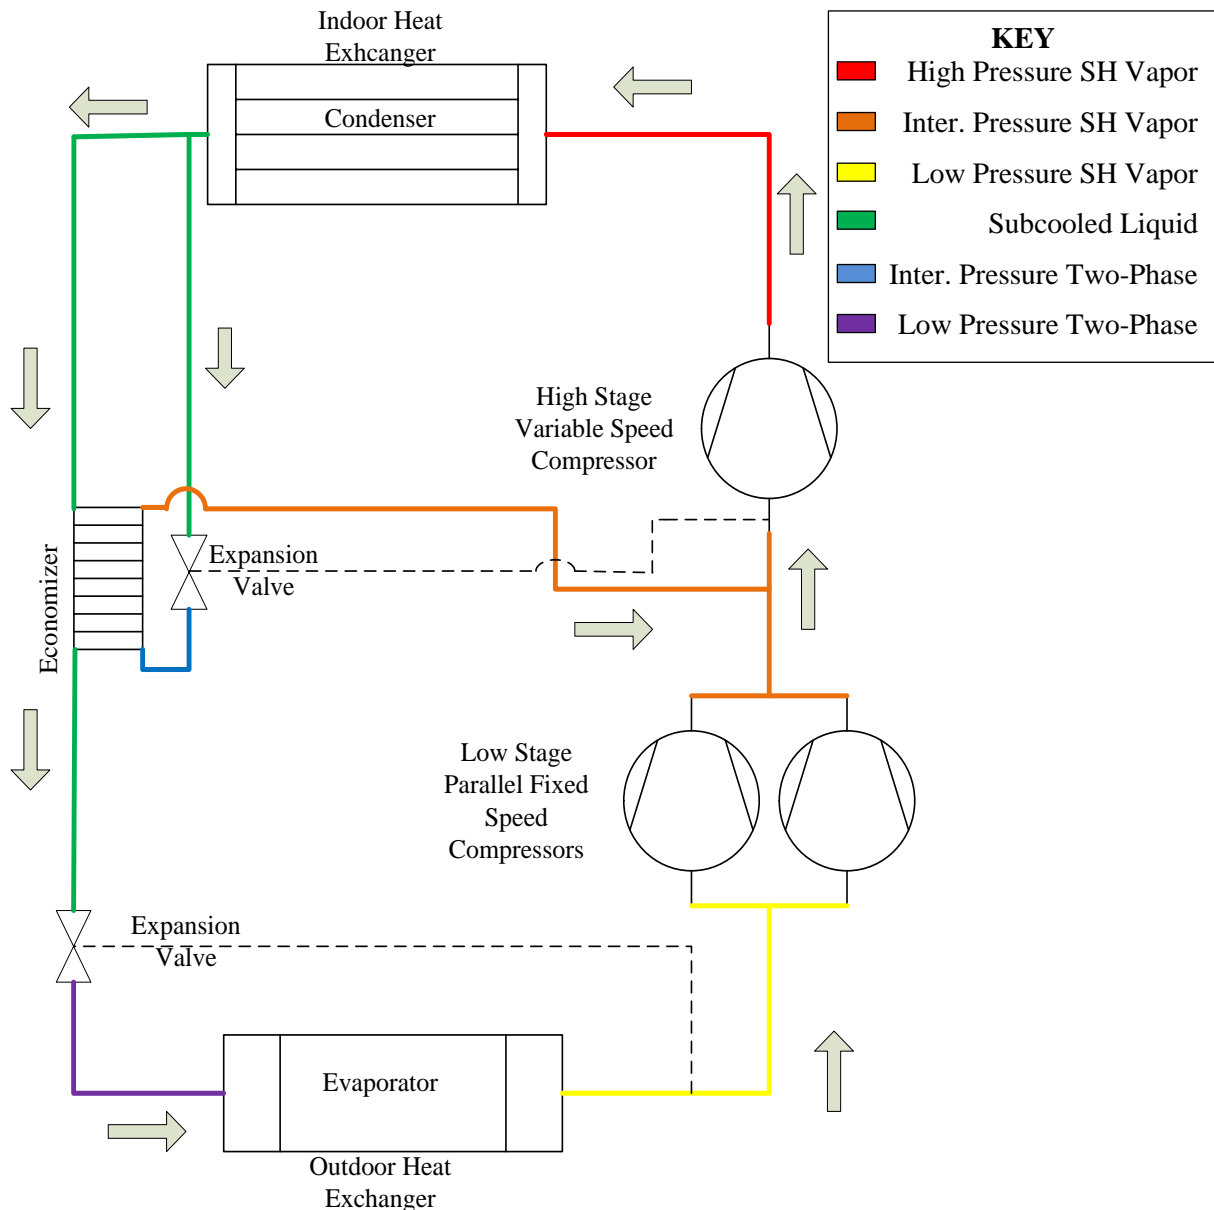 Indoor Heat
Exhcanger
Condenser
KEY
High Pressure SH Vapor
Inter. Pressure SH Vapor
Low Pressure SH Vapor
Subcooled Liquid
Inter. Pressure Two-Phase
Low Pressure Two-Phase
High Stage
Variable Speed
Compressor
Economizer
Expansion
Valve
Low Stage
Parallel Fixed
Speed
Compressors
Expansion
Valve
Evaporator
Outdoor Heat
Exchanger